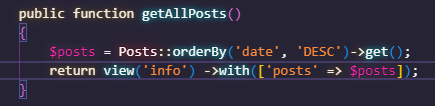 public function getAllPosts()
{
$posts = Posts::orderBy('date', 'DESC')->get();
return view('info') ->with(['posts' => $posts]);
}